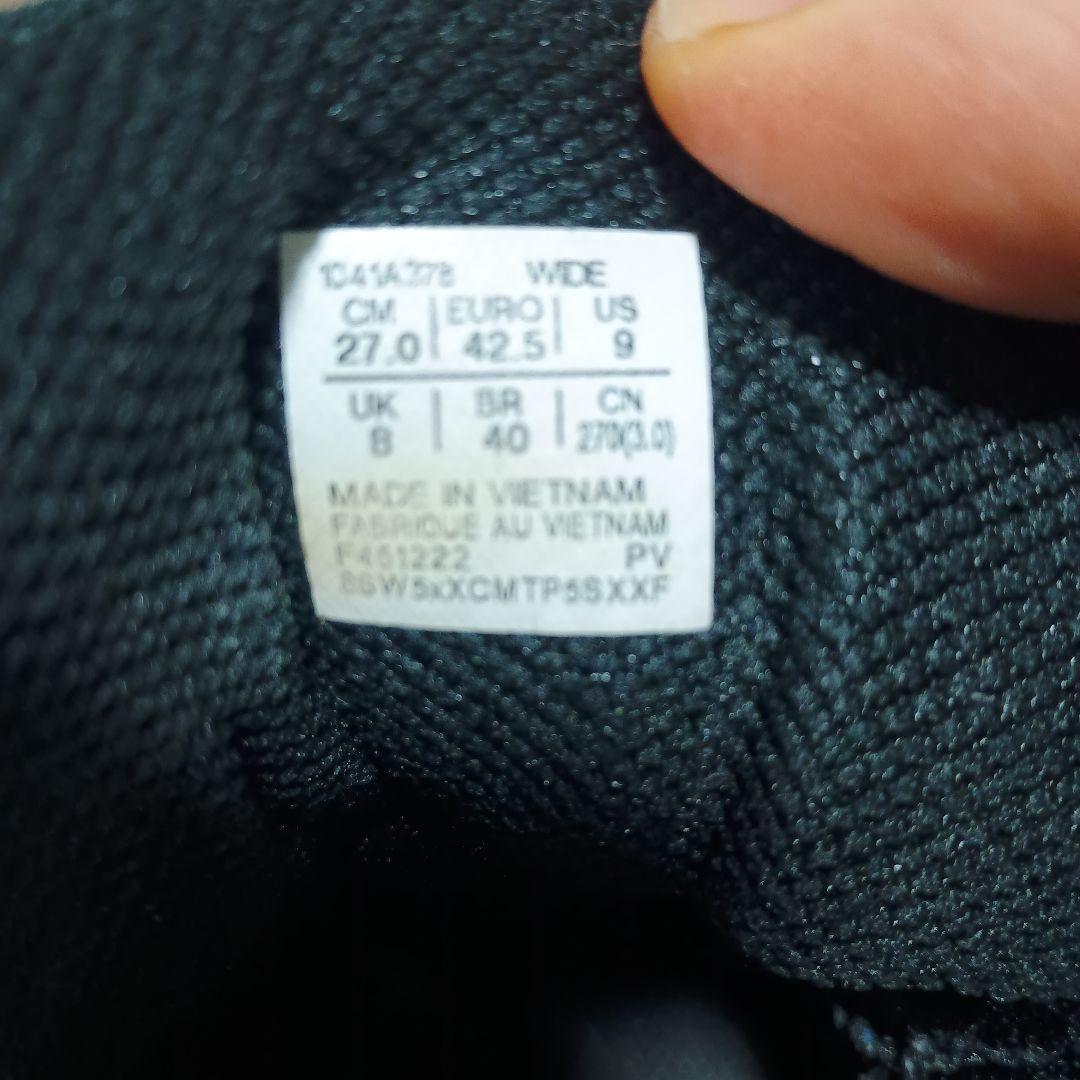 1041A378 WIDE
CM EURO US
27.0 42.5 9
UK BR CN
8 40 270(3.0)
MADE IN VIETNAM
FABRIQUE AU VIETNAM
F451222 PV